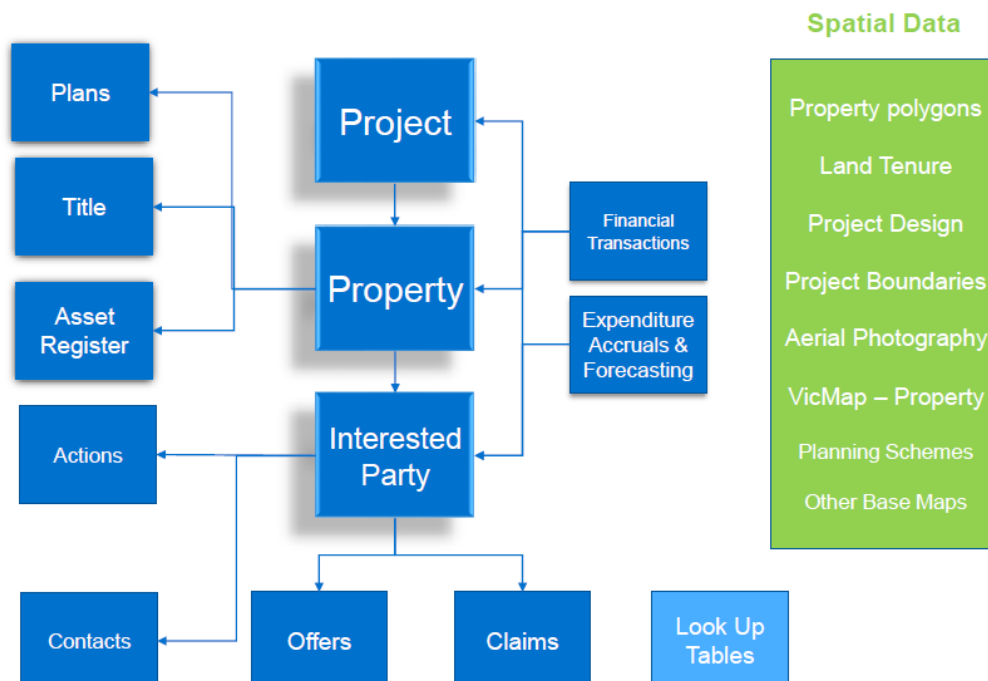 Spatial Data
Plans
Project
Property polygons
Land Tenure
Title
Financial
Transactions
Project Design
Property
Project Boundaries
Asset
Register
Expenditure
Accruals &
Forecasting
Aerial Photography
VicMap – Property
Interested
Party
Actions
Planning Schemes
Other Base Maps
Contacts
Offers
Claims
Look Up
Tables